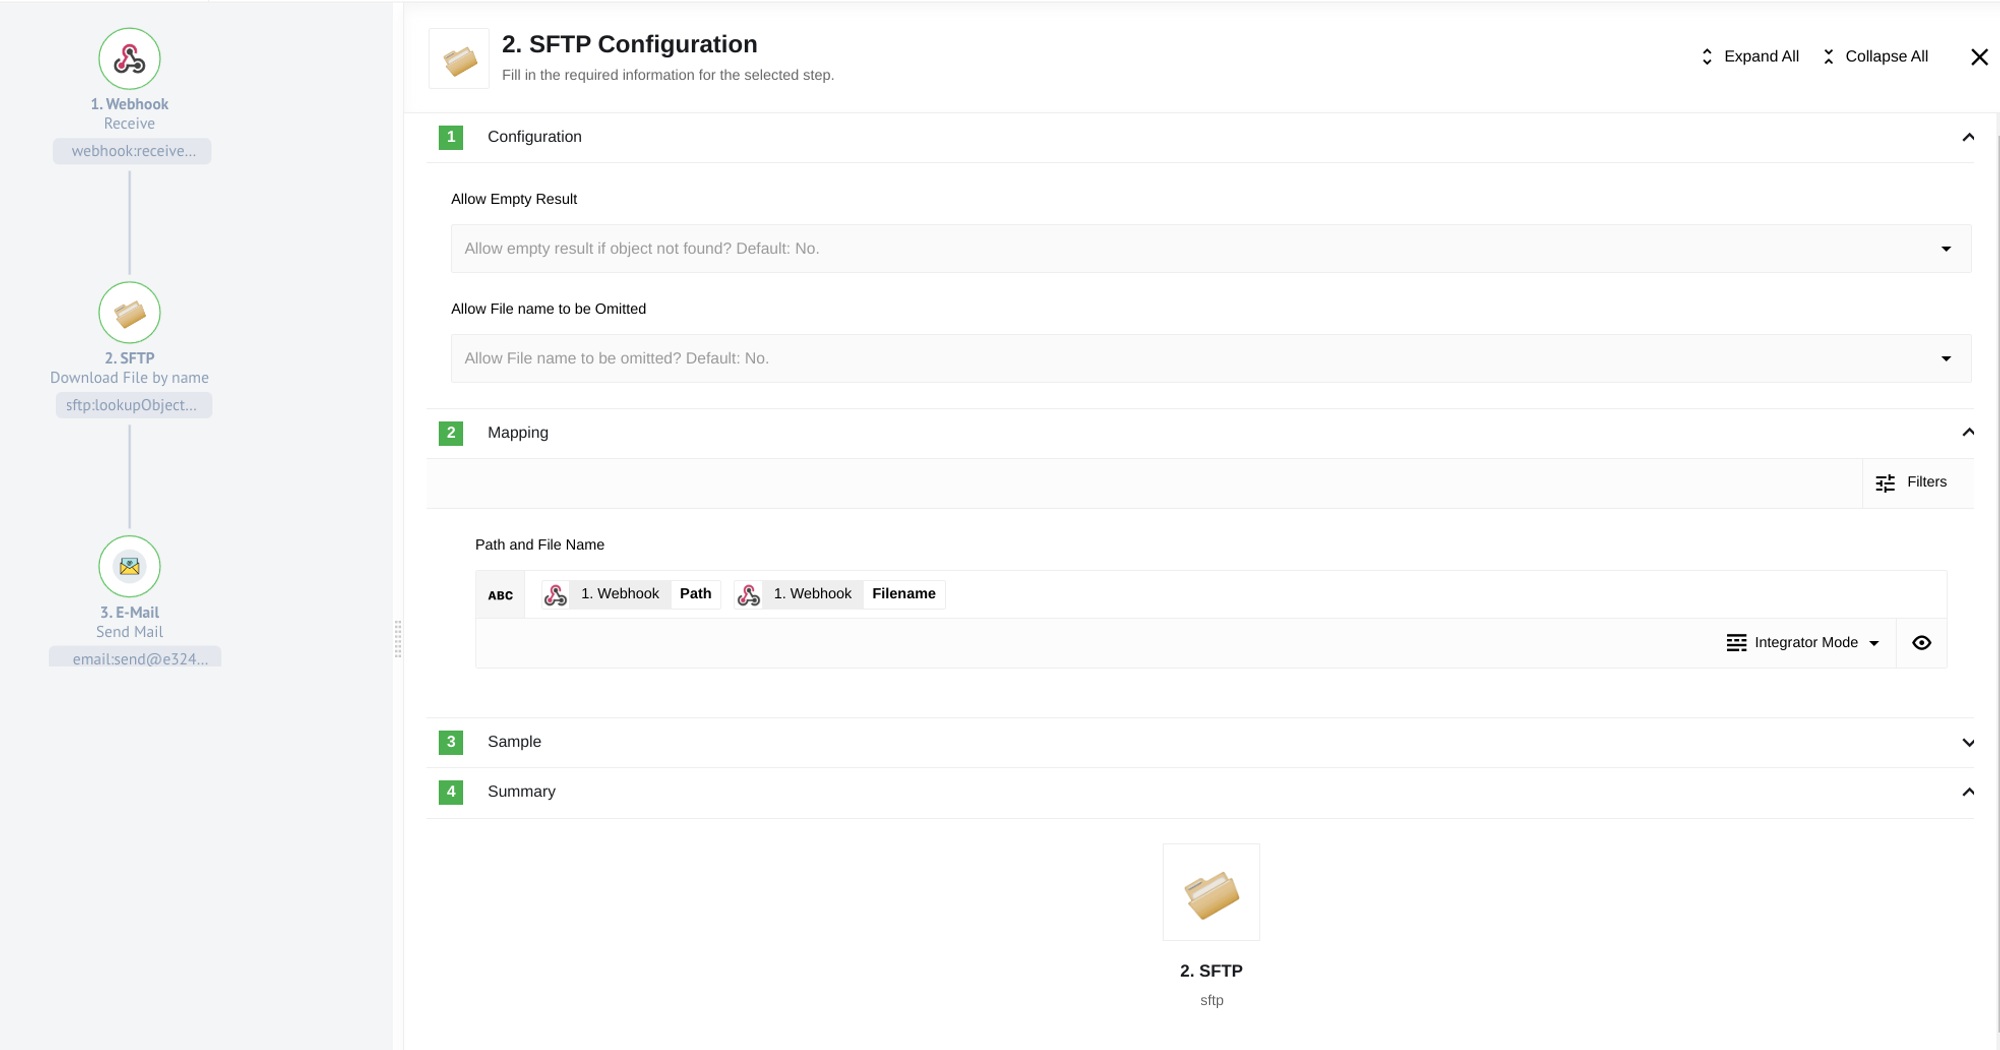 1. Webhook
Receive
webhook:receive...
2. SFTP
Download File by name
sftp:lookupObject...
3. E-Mail
Send Mail
email:send@e324...
2. SFTP Configuration
Fill in the required information for the selected step.
Expand All
Collapse All
1 Configuration
Allow Empty Result
Allow empty result if object not found? Default: No.
Allow File name to be Omitted
Allow File name to be omitted? Default: No.
2 Mapping
Filters
Path and File Name
ABC 1. Webhook Path 1. Webhook Filename
Integrator Mode
3 Sample
4 Summary
2. SFTP
sftp